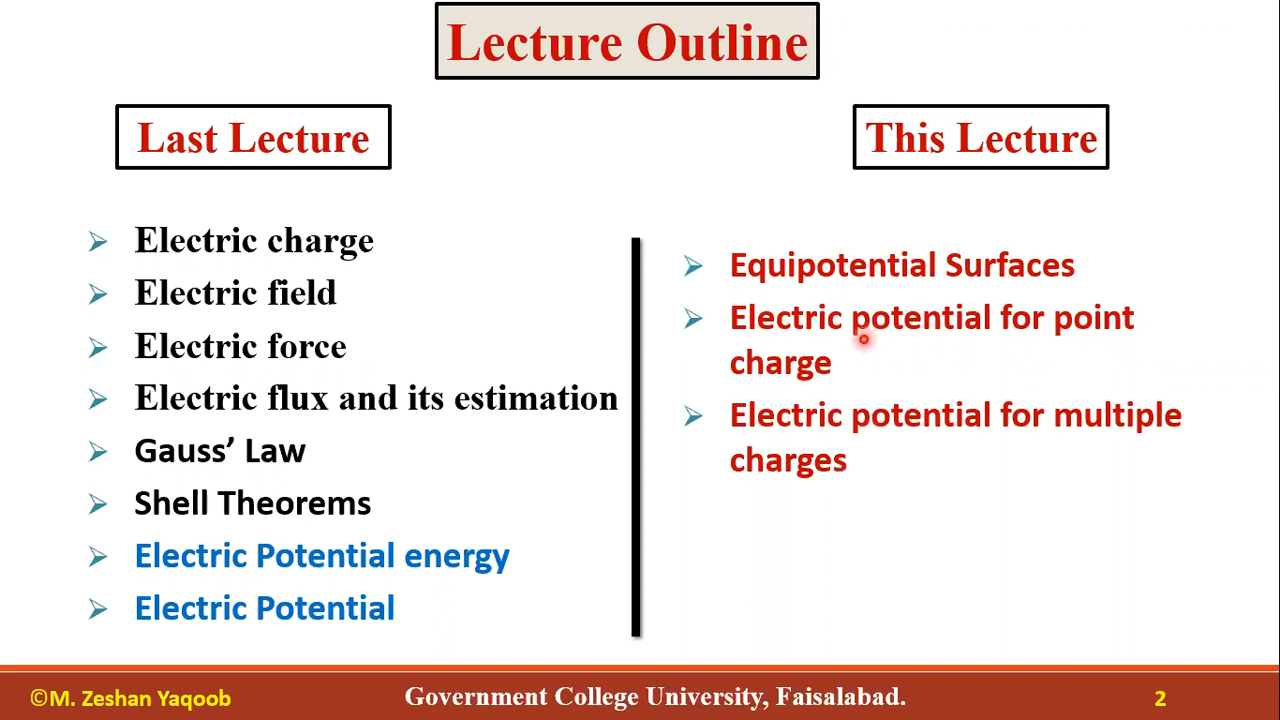 Lecture Outline
Last Lecture
Electric charge
Electric field
Electric force
Electric flux and its estimation
Gauss’ Law
Shell Theorems
Electric Potential energy
Electric Potential
This Lecture
Equipotential Surfaces
Electric potential for point
charge
Electric potential for multiple
charges
©M. Zeshan Yaqoob
Government College University, Faisalabad.
2